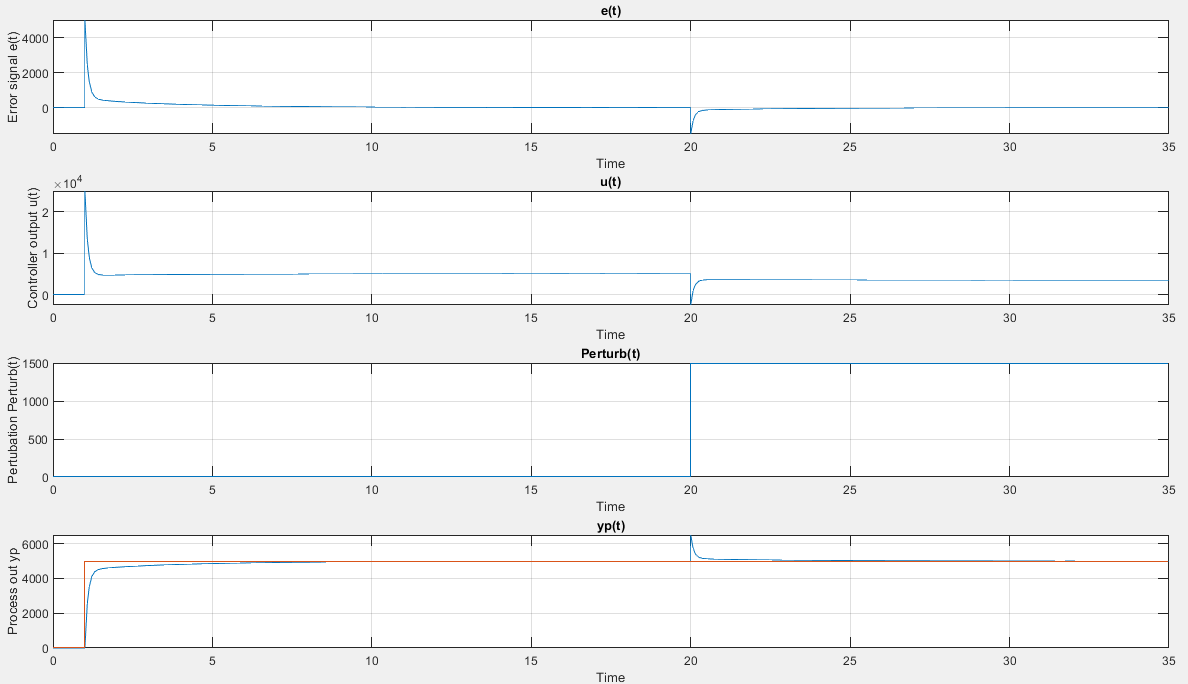 e(t)
Error signal e(t)
4000
2000
0
0 5 10 15 20 25 30 35
Time
u(t)
×10^4
Controller output u(t)
2
1
0
0 5 10 15 20 25 30 35
Time
Perturb(t)
Pertubation Perturb(t)
1500
1000
500
0
0 5 10 15 20 25 30 35
Time
yp(t)
Process out yp
6000
4000
2000
0
0 5 10 15 20 25 30 35
Time